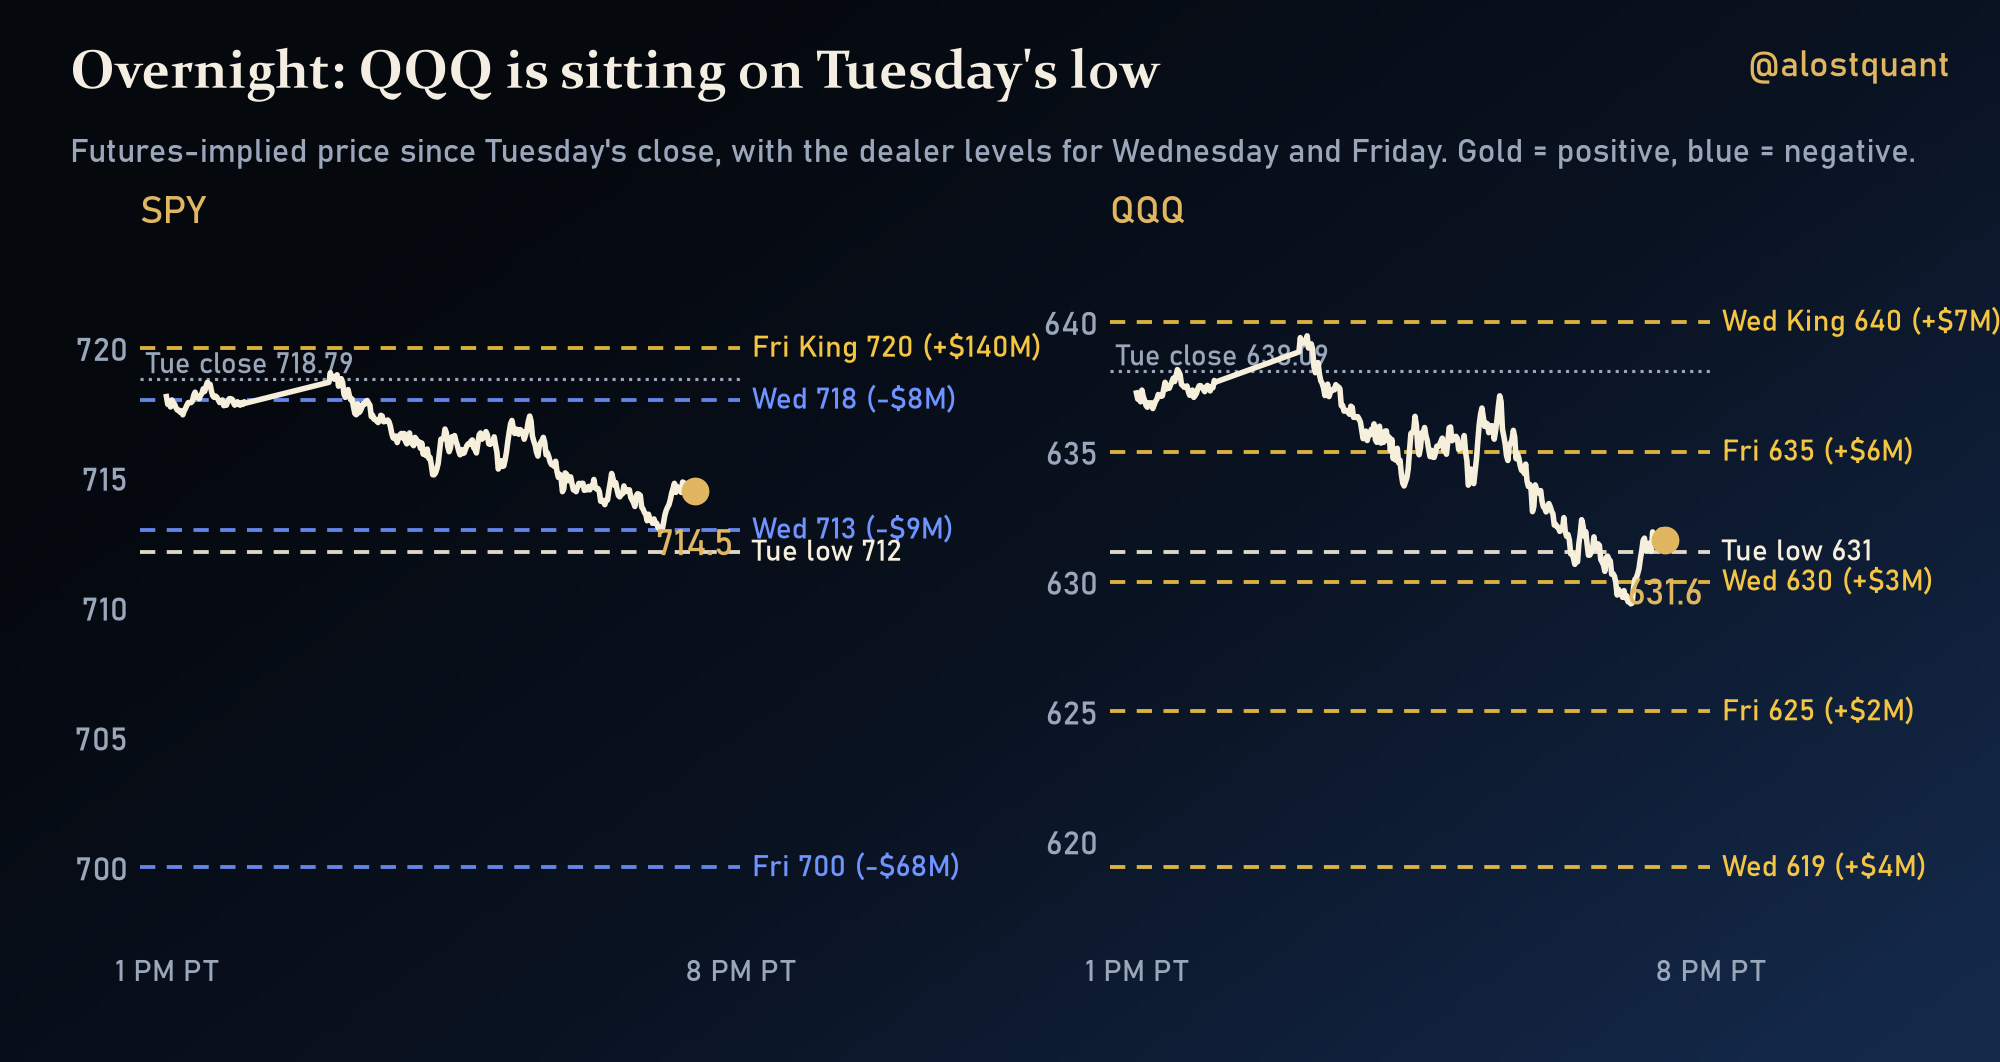 Overnight: QQQ is sitting on Tuesday's low
@alostquant
Futures-implied price since Tuesday's close, with the dealer levels for Wednesday and Friday. Gold = positive, blue = negative.
SPY
720
715
710
705
700
Tue close 718.79
Fri King 720 (+$140M)
Wed 718 (-$8M)
Wed 713 (-$9M)
714.5
Tue low 712
Fri 700 (-$68M)
1 PM PT
8 PM PT
QQQ
640
635
630
625
620
Tue close 638.09
Wed King 640 (+$7M)
Fri 635 (+$6M)
Tue low 631
Wed 630 (+$3M)
631.6
Fri 625 (+$2M)
Wed 619 (+$4M)
1 PM PT
8 PM PT